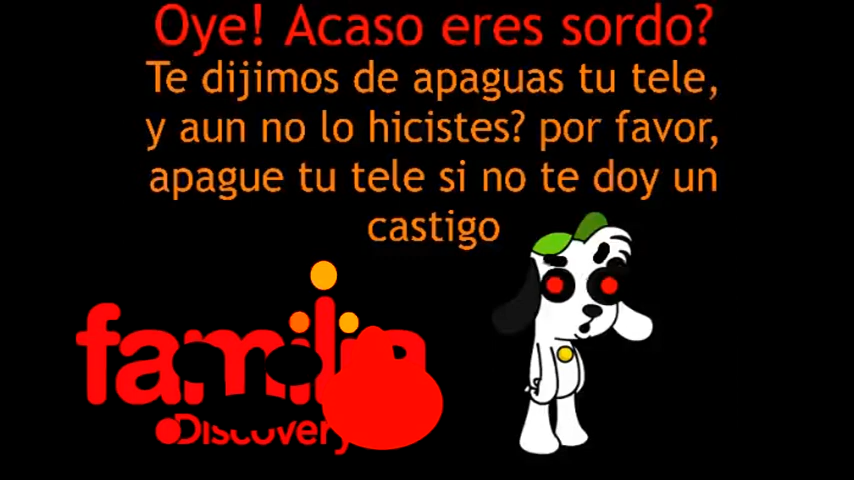 Oye! Acaso eres sordo?
Te dijimos de apaguas tu tele,
y aun no lo hicistes? por favor,
apague tu tele si no te doy un
castigo
familia
Discovery